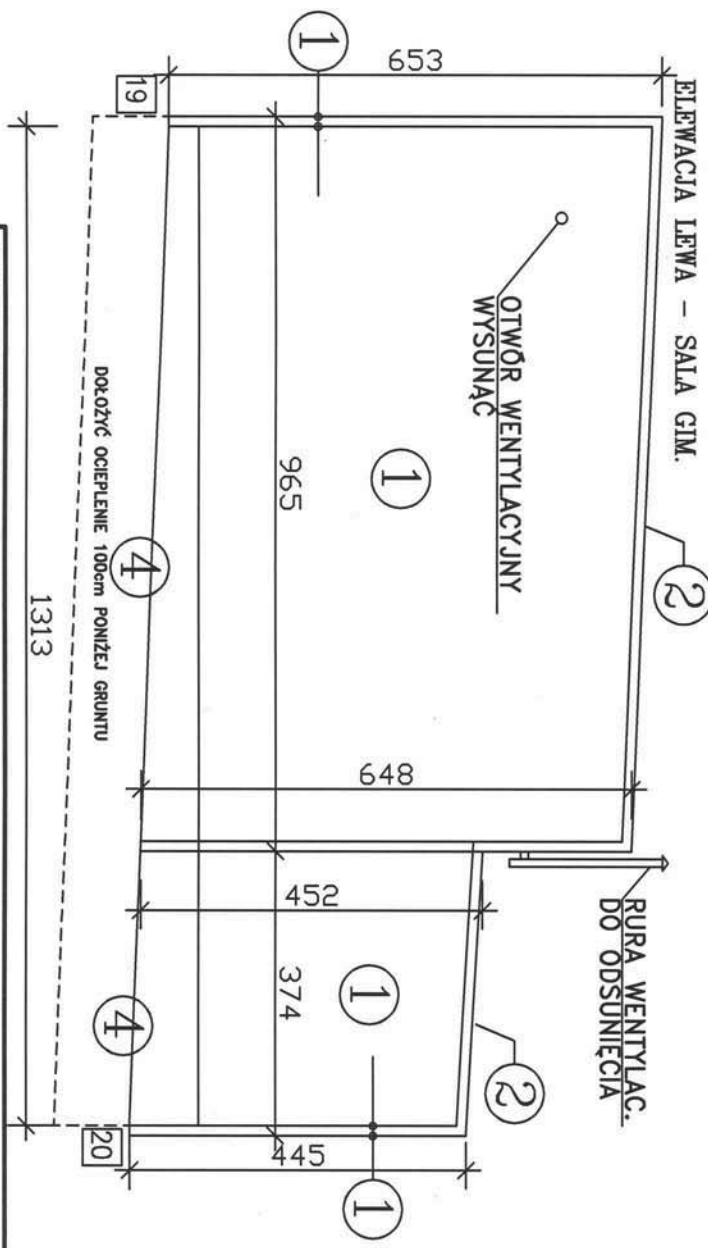 ELEWACJA LEWA – SALA GIM.
2
RURA WENTYLAC.
DO ODSUNIĘCIA
2
653
648
OTWÓR WENTYLACYJNY
WYSUNĄĆ
1
1
452
1
445
1
965
374
4
4
19
20
DOŁOŻYĆ OCIEPLENIE 100cm PONIŻEJ GRUNTU
1313